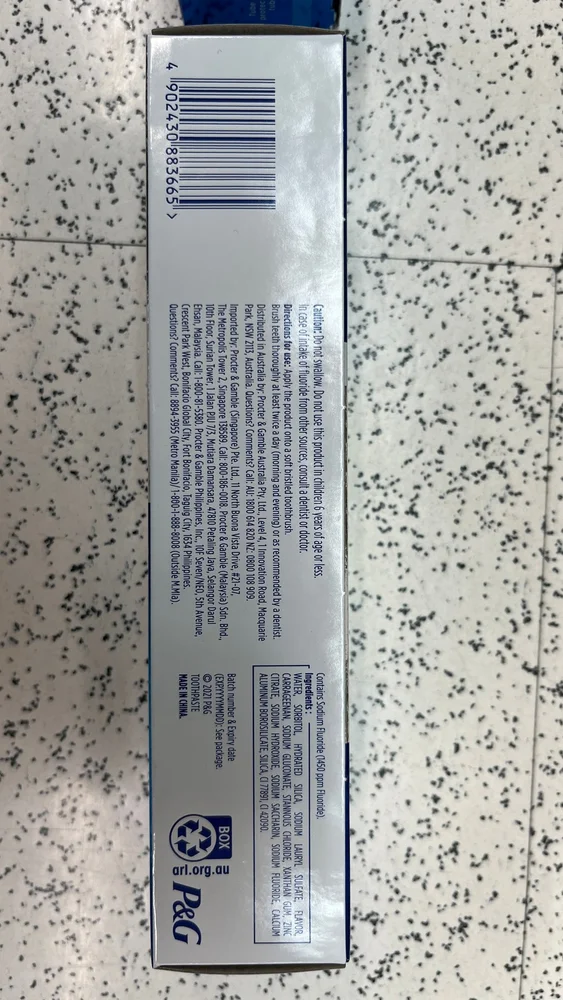 4 902430 883665 >
Caution: Do not swallow. Do not use this product in children 6 years of age or less.
In case of intake of fluoride from other sources, consult a dentist or doctor.
Directions for use: Apply the product onto a soft bristled toothbrush.
Brush teeth thoroughly at least twice a day (morning and evening) or as recommended by a dentist.
Distributed in Australia by: Procter & Gamble Australia Pty. Ltd., Level 4, 1 Innovation Road, Macquarie
Park, NSW 2113, Australia. Questions? Comments? Call: AU: 1800 614 820 NZ: 0800 108 909.
Imported by: Procter & Gamble (Singapore) Pte. Ltd., 11 North Buona Vista Drive, #21-07,
The Metropolis Tower 2, Singapore 138589. Call: 800-186-0018. Procter & Gamble (Malaysia) Sdn. Bhd.,
10th Floor, Surian Tower, 1 Jalan PJU 7/3, Mutiara Damansara, 47810 Petaling Jaya, Selangor Darul
Ehsan, Malaysia. Call: 1-800-81-5380. Procter & Gamble Philippines, Inc., 10F Seven/NEO, 5th Avenue,
Crescent Park West, Bonifacio Global City, Fort Bonifacio, Taguig City, 1634 Philippines.
Questions? Comments? Call: 8894-3955 (Metro Manila)/ 1-800-1-888-8008 (Outside M.Mla).
Contains Sodium Fluoride (1450 ppm Fluoride).
Ingredients:
WATER, SORBITOL, HYDRATED SILICA, SODIUM LAURYL SULFATE, FLAVOR,
CARRAGEENAN, SODIUM GLUCONATE, STANNOUS CHLORIDE, XANTHAN GUM, ZINC
CITRATE, SODIUM HYDROXIDE, SODIUM SACCHARIN, SODIUM FLUORIDE, CALCIUM
ALUMINUM BOROSILICATE, SILICA, CI 77891, CI 42090.
Batch number & Expiry date
(EXP.YYYYMMDD): See package.
© 2021 P&G
TOOTHPASTE
MADE IN CHINA.
BOX
arl.org.au
P&G